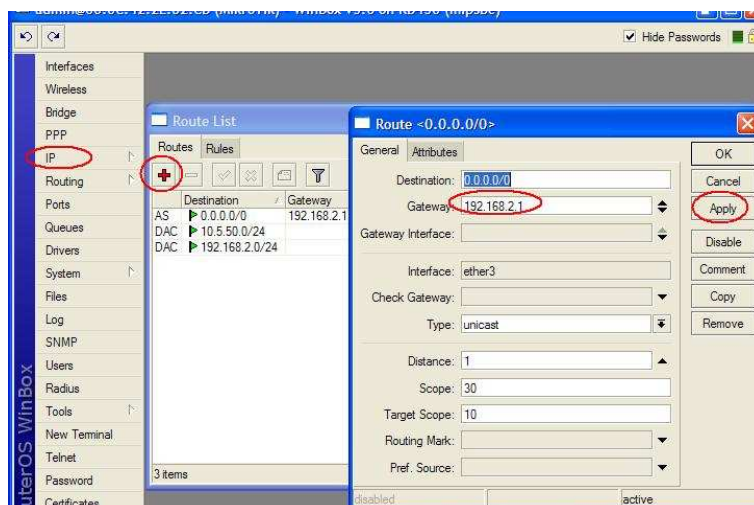 Hide Passwords
Interfaces
Wireless
Bridge
PPP
IP
Routing
Ports
Queues
Drivers
System
Files
Log
SNMP
Users
Radius
Tools
New Terminal
Telnet
Password
Certificates
uterOS WinBox
Route List
Routes Rules
Destination / Gateway
AS 0.0.0.0/0 192.168.2.1
DAC 10.5.50.0/24
DAC 192.168.2.0/24
3 items
Route <0.0.0.0/0>
General Attributes
Destination: 0.0.0.0/0
Gateway: 192.168.2.1
Gateway Interface:
Interface: ether3
Check Gateway:
Type: unicast
Distance: 1
Scope: 30
Target Scope: 10
Routing Mark:
Pref. Source:
disabled active
OK
Cancel
Apply
Disable
Comment
Copy
Remove